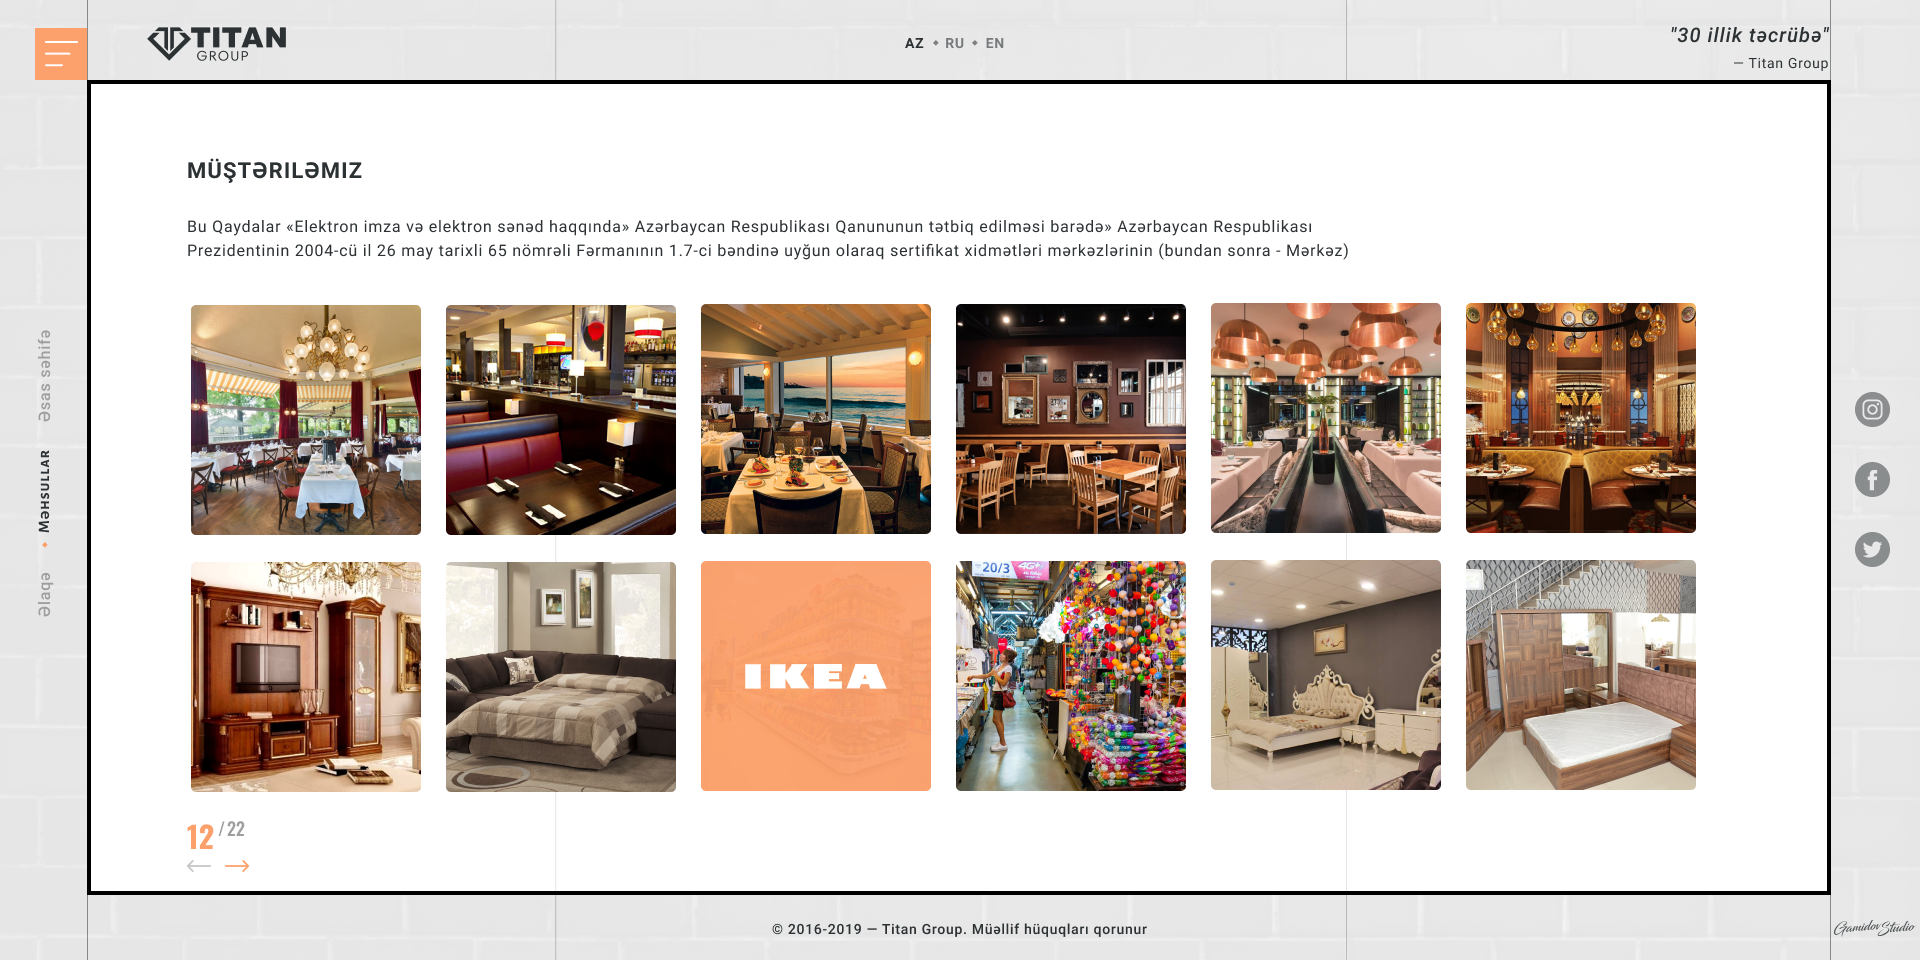 TITAN
GROUP
AZ RU EN
"30 illik təcrübə"
— Titan Group
MÜŞTƏRILƏMIZ
Bu Qaydalar «Elektron imza və elektron sənəd haqqında» Azərbaycan Respublikası Qanununun tətbiq edilməsi barədə» Azərbaycan Respublikası
Prezidentinin 2004-cü il 26 may tarixli 65 nömrəli Fərmanının 1.7-ci bəndinə uyğun olaraq sertifikat xidmətləri mərkəzlərinin (bundan sonra - Mərkəz)
Əsas səhifə
MəHSULLAR
Əlaqə
20/3
4G+
IKEA
12 / 22
© 2016-2019 — Titan Group. Müəllif hüquqları qorunur
Gamidov Studio